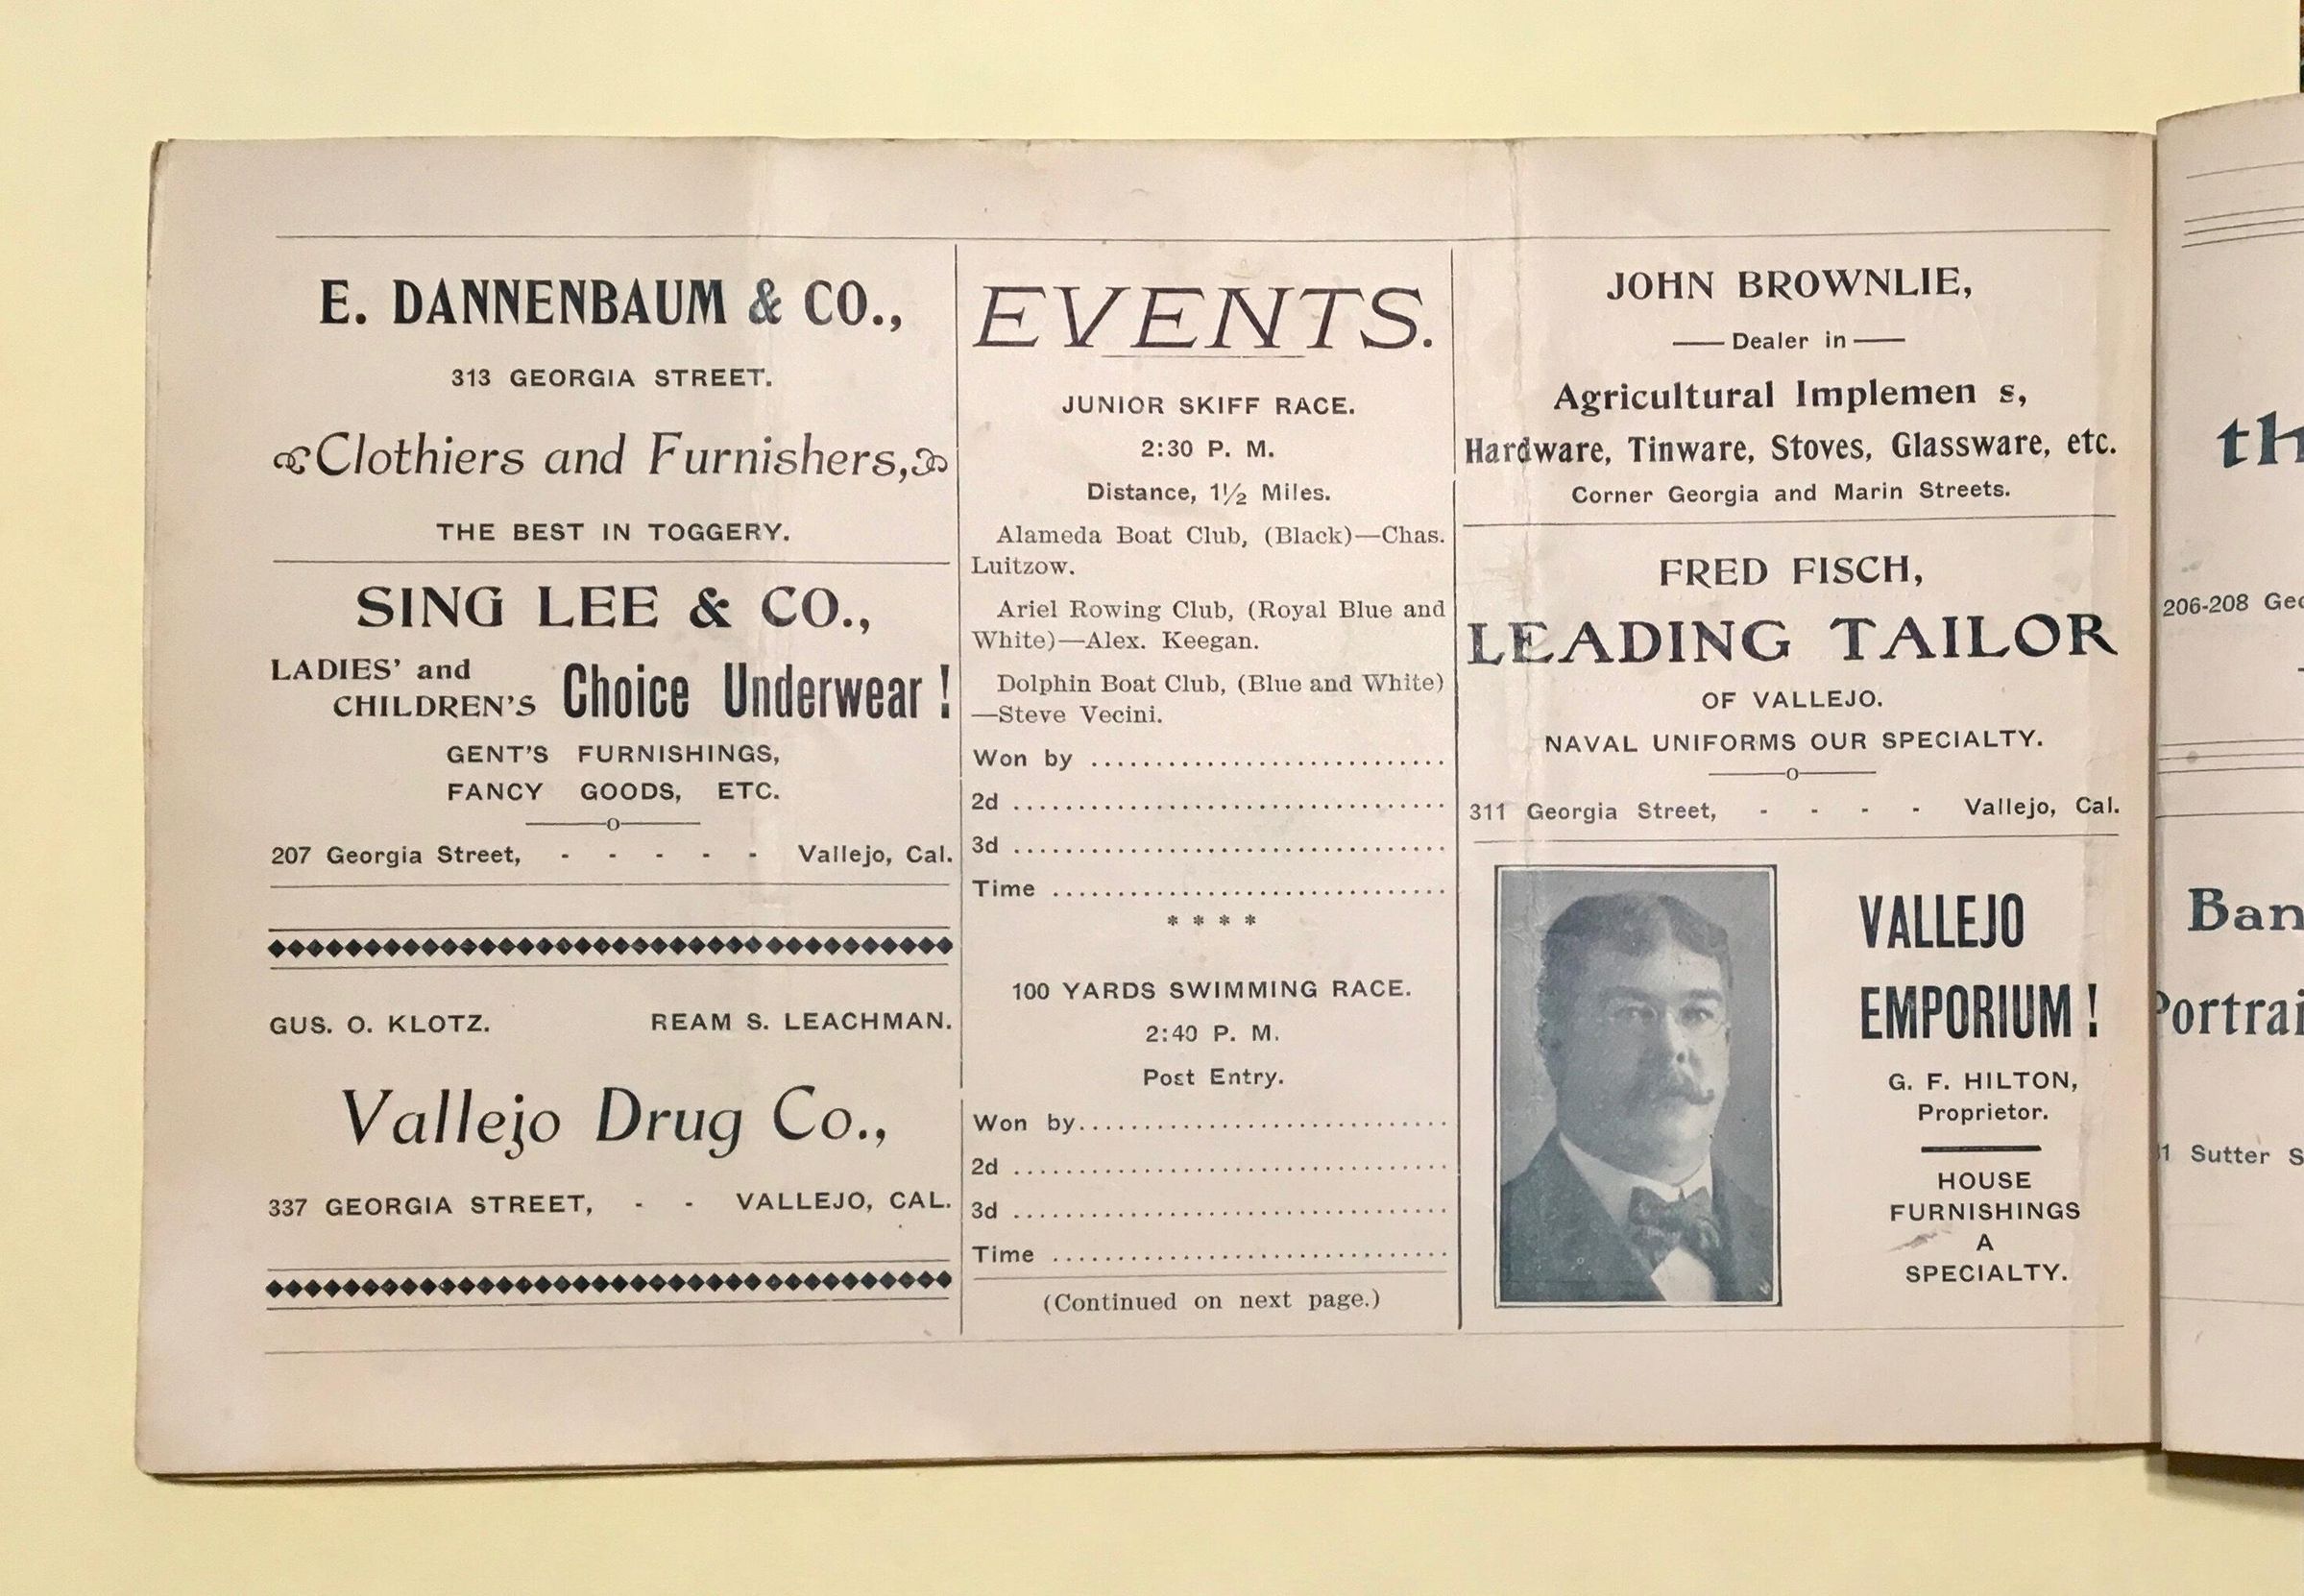 E. DANNENBAUM & CO.,
313 GEORGIA STREET.
Clothiers and Furnishers,
THE BEST IN TOGGERY.
SING LEE & CO.,
LADIES' and
CHILDREN'S Choice Underwear !
GENT'S FURNISHINGS,
FANCY GOODS, ETC.
207 Georgia Street, - - - - - Vallejo, Cal.
GUS. O. KLOTZ. REAM S. LEACHMAN.
Vallejo Drug Co.,
337 GEORGIA STREET, - - VALLEJO, CAL.
EVENTS.
JUNIOR SKIFF RACE.
2:30 P. M.
Distance, 1½ Miles.
Alameda Boat Club, (Black)—Chas.
Luitzow.
Ariel Rowing Club, (Royal Blue and
White)—Alex. Keegan.
Dolphin Boat Club, (Blue and White)
—Steve Vecini.
Won by ............................
2d ..................................
3d ..................................
Time ...............................
* * * *
100 YARDS SWIMMING RACE.
2:40 P. M.
Post Entry.
Won by.............................
2d ..................................
3d ..................................
Time ...............................
(Continued on next page.)
JOHN BROWNLIE,
—Dealer in—
Agricultural Implemen s,
Hardware, Tinware, Stoves, Glassware, etc.
Corner Georgia and Marin Streets.
FRED FISCH,
LEADING TAILOR
OF VALLEJO.
NAVAL UNIFORMS OUR SPECIALTY.
311 Georgia Street, - - - - Vallejo, Cal.
VALLEJO
EMPORIUM !
G. F. HILTON,
Proprietor.
HOUSE
FURNISHINGS
A
SPECIALTY.
th
206-208 Geo
Ban
Portrai
1 Sutter S